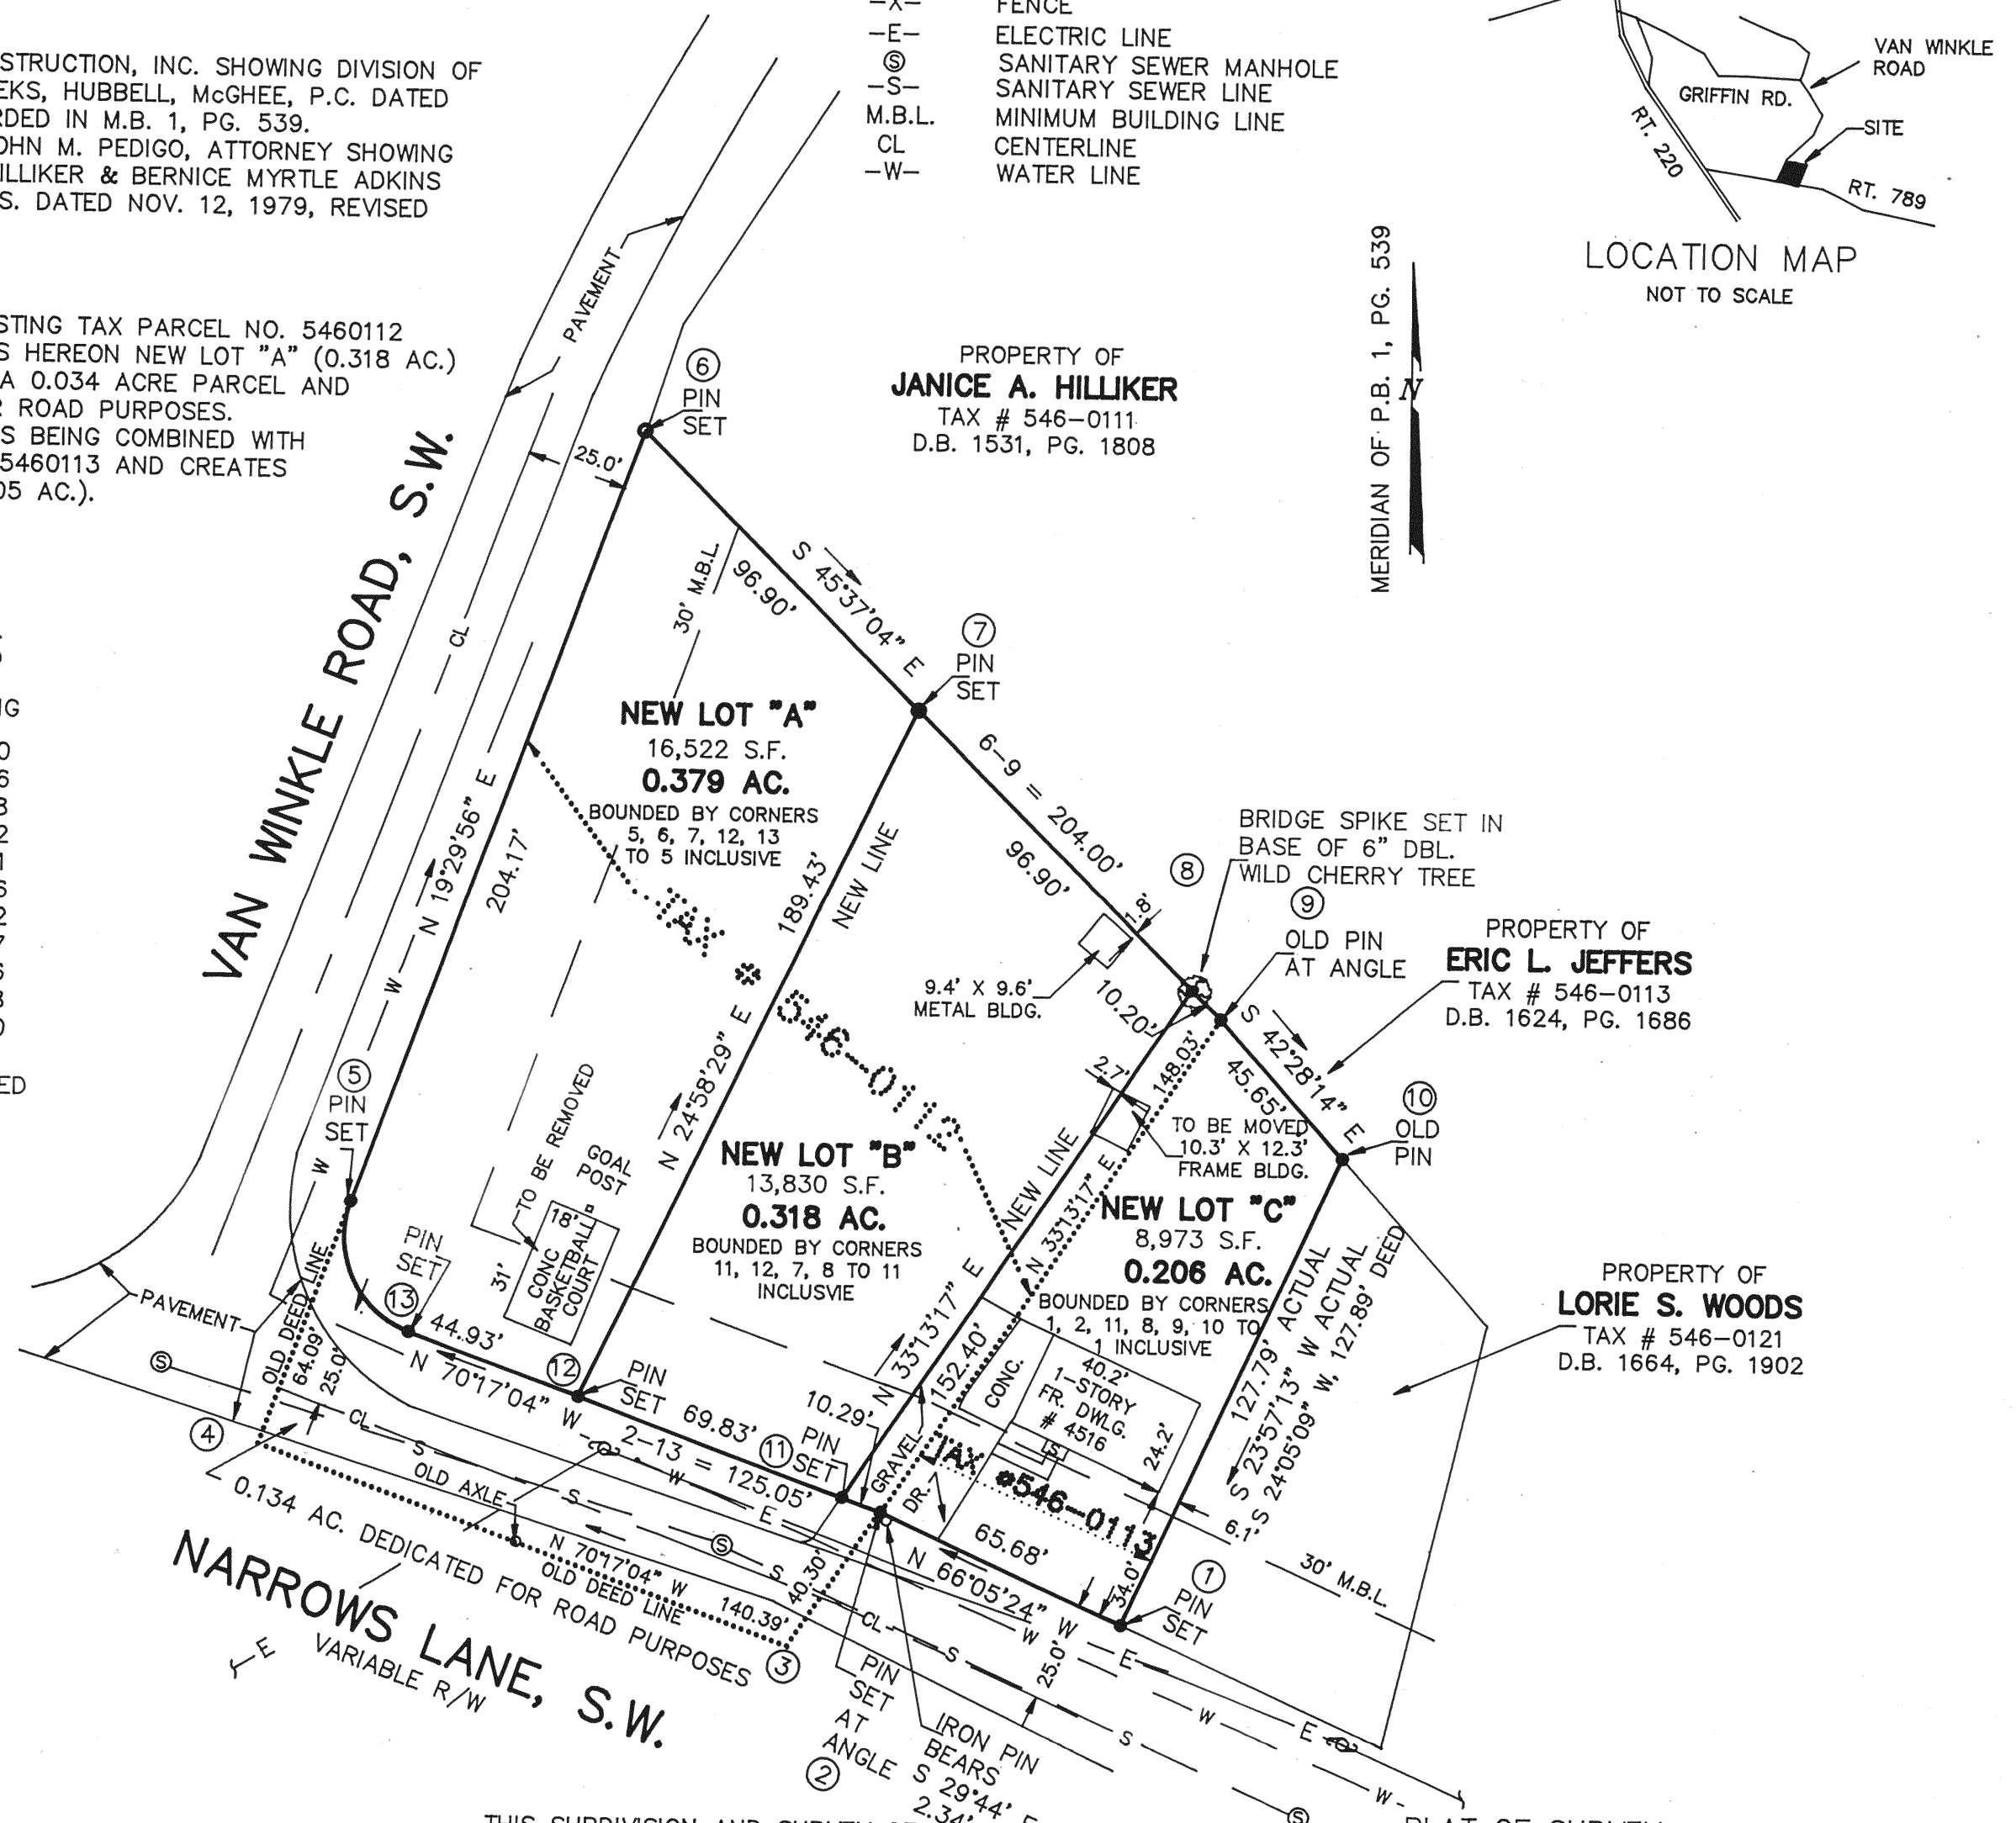 STRUCTION, INC. SHOWING DIVISION OF
EKS, HUBBELL, McGHEE, P.C. DATED
RDED IN M.B. 1, PG. 539.
OHN M. PEDIGO, ATTORNEY SHOWING
ILLIKER & BERNICE MYRTLE ADKINS
S. DATED NOV. 12, 1979, REVISED
STING TAX PARCEL NO. 5460112
S HEREON NEW LOT "A" (0.318 AC.)
A 0.034 ACRE PARCEL AND
R ROAD PURPOSES.
S BEING COMBINED WITH
5460113 AND CREATES
05 AC.).
-X- FENCE
-E- ELECTRIC LINE
Ⓢ SANITARY SEWER MANHOLE
-S- SANITARY SEWER LINE
M.B.L. MINIMUM BUILDING LINE
CL CENTERLINE
-W- WATER LINE
VAN WINKLE
ROAD
GRIFFIN RD.
SITE
RT. 220
RT. 789
LOCATION MAP
NOT TO SCALE
MERIDIAN OF P.B. 1, PG. 539
N
PAVEMENT
6
PIN
SET
25.0'
PROPERTY OF
JANICE A. HILLIKER
TAX # 546-0111
D.B. 1531, PG. 1808
VAN WINKLE ROAD, S.W.
CL
30' M.B.L.
S 45°37'04" E
96.90'
7
PIN
SET
NEW LOT "A"
16,522 S.F.
0.379 AC.
BOUNDED BY CORNERS
5, 6, 7, 12, 13
TO 5 INCLUSIVE
N 19°29'56" E
204.17'
W
189.43'
NEW LINE
N 24°58'29" E
6-9 = 204.00'
96.90'
1.8'
8
BRIDGE SPIKE SET IN
BASE OF 6" DBL.
WILD CHERRY TREE
9
OLD PIN
AT ANGLE
PROPERTY OF
ERIC L. JEFFERS
TAX # 546-0113
D.B. 1624, PG. 1686
9.4' X 9.6'
METAL BLDG.
10.20'
S 42°28'14" E
45.65'
10
OLD
PIN
TAX # 546-0112
2.7'
148.03'
TO BE MOVED
10.3' X 12.3'
FRAME BLDG.
5
PIN
SET
W
TO BE REMOVED
GOAL
POST
18'
31'
CONC
BASKETBALL
COURT
NEW LOT "B"
13,830 S.F.
0.318 AC.
BOUNDED BY CORNERS
11, 12, 7, 8 TO 11
INCLUSVIE
NEW LINE
N 33°13'17" E
N 33°13'17" E
152.40'
NEW LOT "C"
8,973 S.F.
0.206 AC.
BOUNDED BY CORNERS
1, 2, 11, 8, 9, 10 TO
1 INCLUSIVE
127.79' ACTUAL
S 23°57'13" W ACTUAL
S 24°05'09" W, 127.89' DEED
PROPERTY OF
LORIE S. WOODS
TAX # 546-0121
D.B. 1664, PG. 1902
PAVEMENT
PIN
SET
13
44.93'
N 70°17'04" W
12
PIN
SET
69.83'
2-13 = 125.05'
11
10.29'
PIN
SET
GRAVEL
DR.
CONC.
40.2'
1-STORY
FR. DWLG.
# 4516
24.2'
TAX #546-0113
6.1'
30' M.B.L.
65.68'
N 66°05'24" W
34.0'
1
PIN
SET
OLD DEED LINE
64.09'
25.0'
4
S
CL
S
OLD AXLE
S
W
E
S
S
CL
S
W
E
W
S
E
W
S
0.134 AC. DEDICATED FOR ROAD PURPOSES
N 70°17'04" W
OLD DEED LINE
140.39'
40.30'
3
25.0'
NARROWS LANE, S.W.
VARIABLE R/W
E
PIN
SET
AT
ANGLE
2
IRON PIN
BEARS
S 29°44' E
2.34'